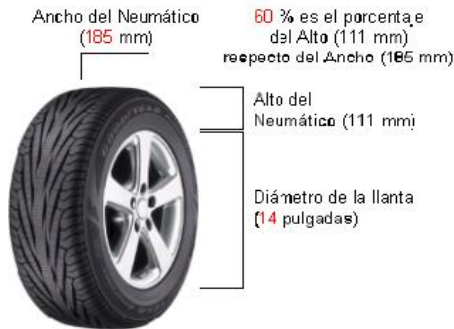 Ancho del Neumático
(185 mm)
60 % es el porcentaje
del Alto (111 mm)
respecto del Ancho (185 mm)
Alto del
Neumático (111 mm)
Diámetro de la llanta
(14 pulgadas)